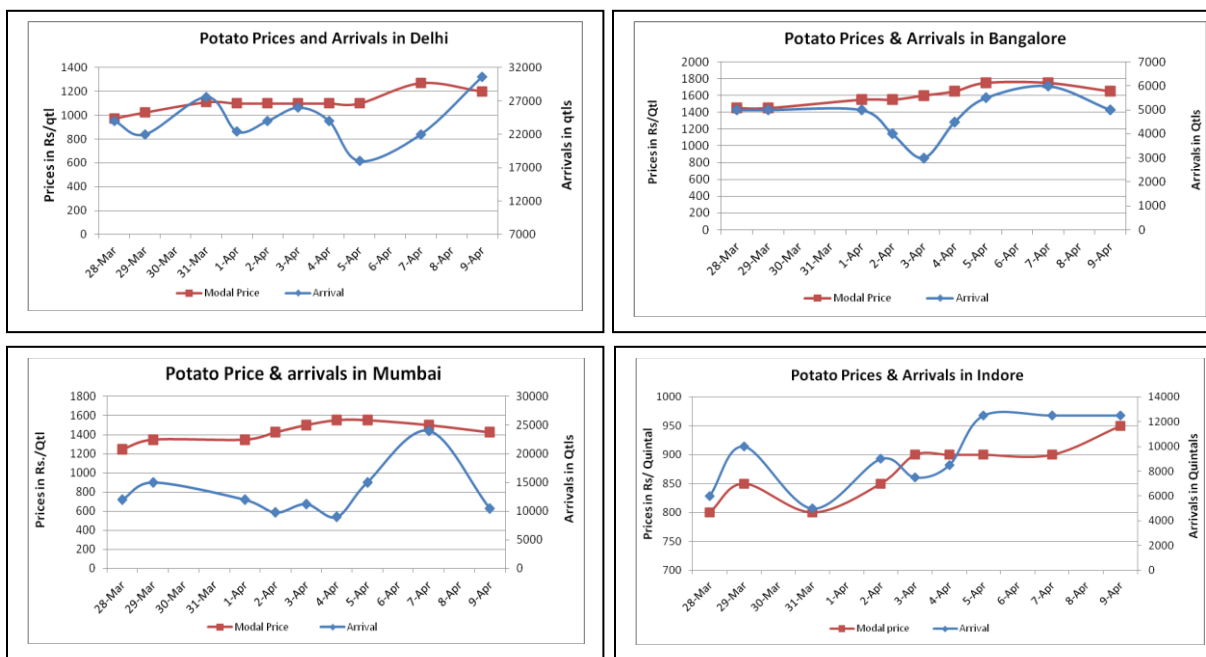 Potato Prices and Arrivals in Delhi
Prices in Rs/qtl
1400
1200
1000
800
600
400
200
0
32000
27000
22000
17000
12000
7000
Arrivals in qtls
28-Mar
29-Mar
30-Mar
31-Mar
1-Apr
2-Apr
3-Apr
4-Apr
5-Apr
6-Apr
7-Apr
8-Apr
9-Apr
Modal Price
Arrival
Potato Prices & Arrivals in Bangalore
Prices in Rs/Qtl
2000
1800
1600
1400
1200
1000
800
600
400
200
0
7000
6000
5000
4000
3000
2000
1000
0
Arrivals in Qtls
28-Mar
29-Mar
30-Mar
31-Mar
1-Apr
2-Apr
3-Apr
4-Apr
5-Apr
6-Apr
7-Apr
8-Apr
9-Apr
Modal Price
Arrival
Potato Price & arrivals in Mumbai
Prices in Rs./Qtl
1800
1600
1400
1200
1000
800
600
400
200
0
30000
25000
20000
15000
10000
5000
0
Arrivals in Qtls
28-Mar
29-Mar
30-Mar
31-Mar
1-Apr
2-Apr
3-Apr
4-Apr
5-Apr
6-Apr
7-Apr
8-Apr
9-Apr
Modal Price
Arrival
Potato Prices & Arrivals in Indore
Prices in Rs/ Quintal
1000
950
900
850
800
750
700
14000
12000
10000
8000
6000
4000
2000
0
Arrivals in Quintals
28-Mar
29-Mar
30-Mar
31-Mar
1-Apr
2-Apr
3-Apr
4-Apr
5-Apr
6-Apr
7-Apr
8-Apr
9-Apr
Modal price
Arrival